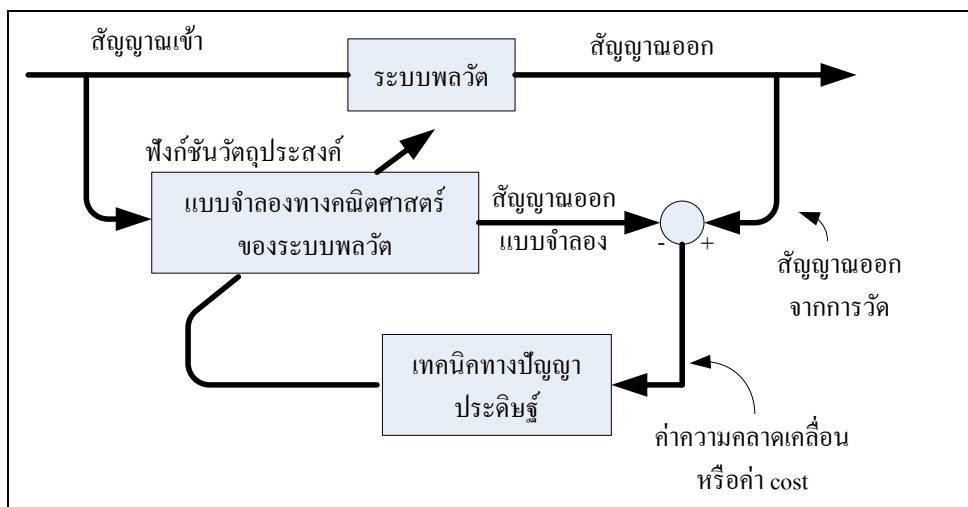 สัญญาณเข้า
สัญญาณออก
ระบบพลวัต
ฟังก์ชันวัตถุประสงค์
แบบจำลองทางคณิตศาสตร์
ของระบบพลวัต
สัญญาณออก
แบบจำลอง
- +
สัญญาณออก
จากการวัด
เทคนิคทางปัญญา
ประดิษฐ์
ค่าความคลาดเคลื่อน
หรือค่า cost